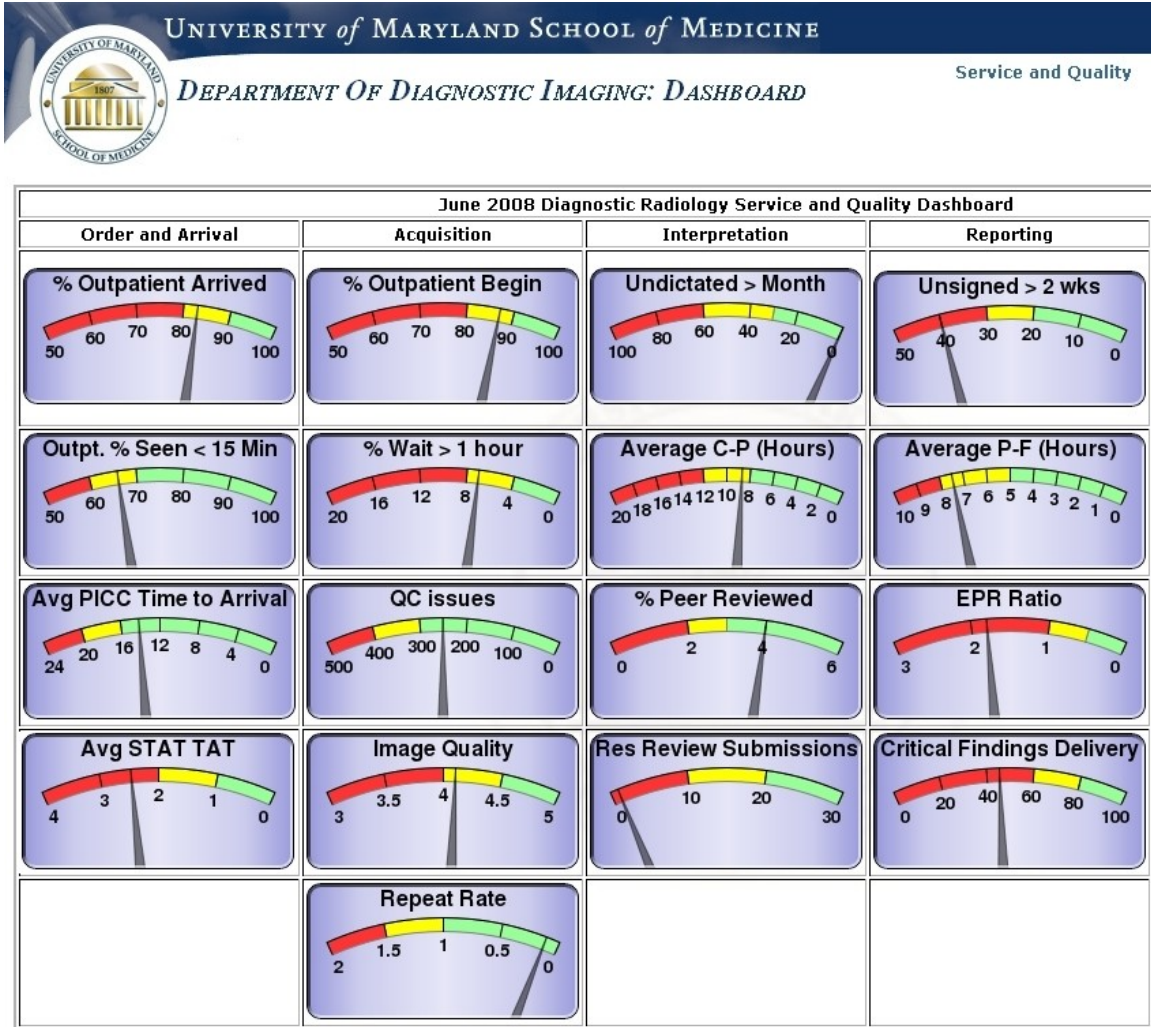 UNIVERSITY of MARYLAND SCHOOL of MEDICINE
UNIVERSITY OF MARYLAND
1807
SCHOOL OF MEDICINE
DEPARTMENT OF DIAGNOSTIC IMAGING: DASHBOARD
Service and Quality
June 2008 Diagnostic Radiology Service and Quality Dashboard
Order and Arrival Acquisition Interpretation Reporting
% Outpatient Arrived
50 60 70 80 90 100
% Outpatient Begin
50 60 70 80 90 100
Undictated > Month
100 80 60 40 20 0
Unsigned > 2 wks
50 40 30 20 10 0
Outpt. % Seen < 15 Min
50 60 70 80 90 100
% Wait > 1 hour
20 16 12 8 4 0
Average C-P (Hours)
20 18 16 14 12 10 8 6 4 2 0
Average P-F (Hours)
10 9 8 7 6 5 4 3 2 1 0
Avg PICC Time to Arrival
24 20 16 12 8 4 0
QC issues
500 400 300 200 100 0
% Peer Reviewed
0 2 4 6
EPR Ratio
3 2 1 0
Avg STAT TAT
4 3 2 1 0
Image Quality
3 3.5 4 4.5 5
Res Review Submissions
0 10 20 30
Critical Findings Delivery
0 20 40 60 80 100
Repeat Rate
2 1.5 1 0.5 0